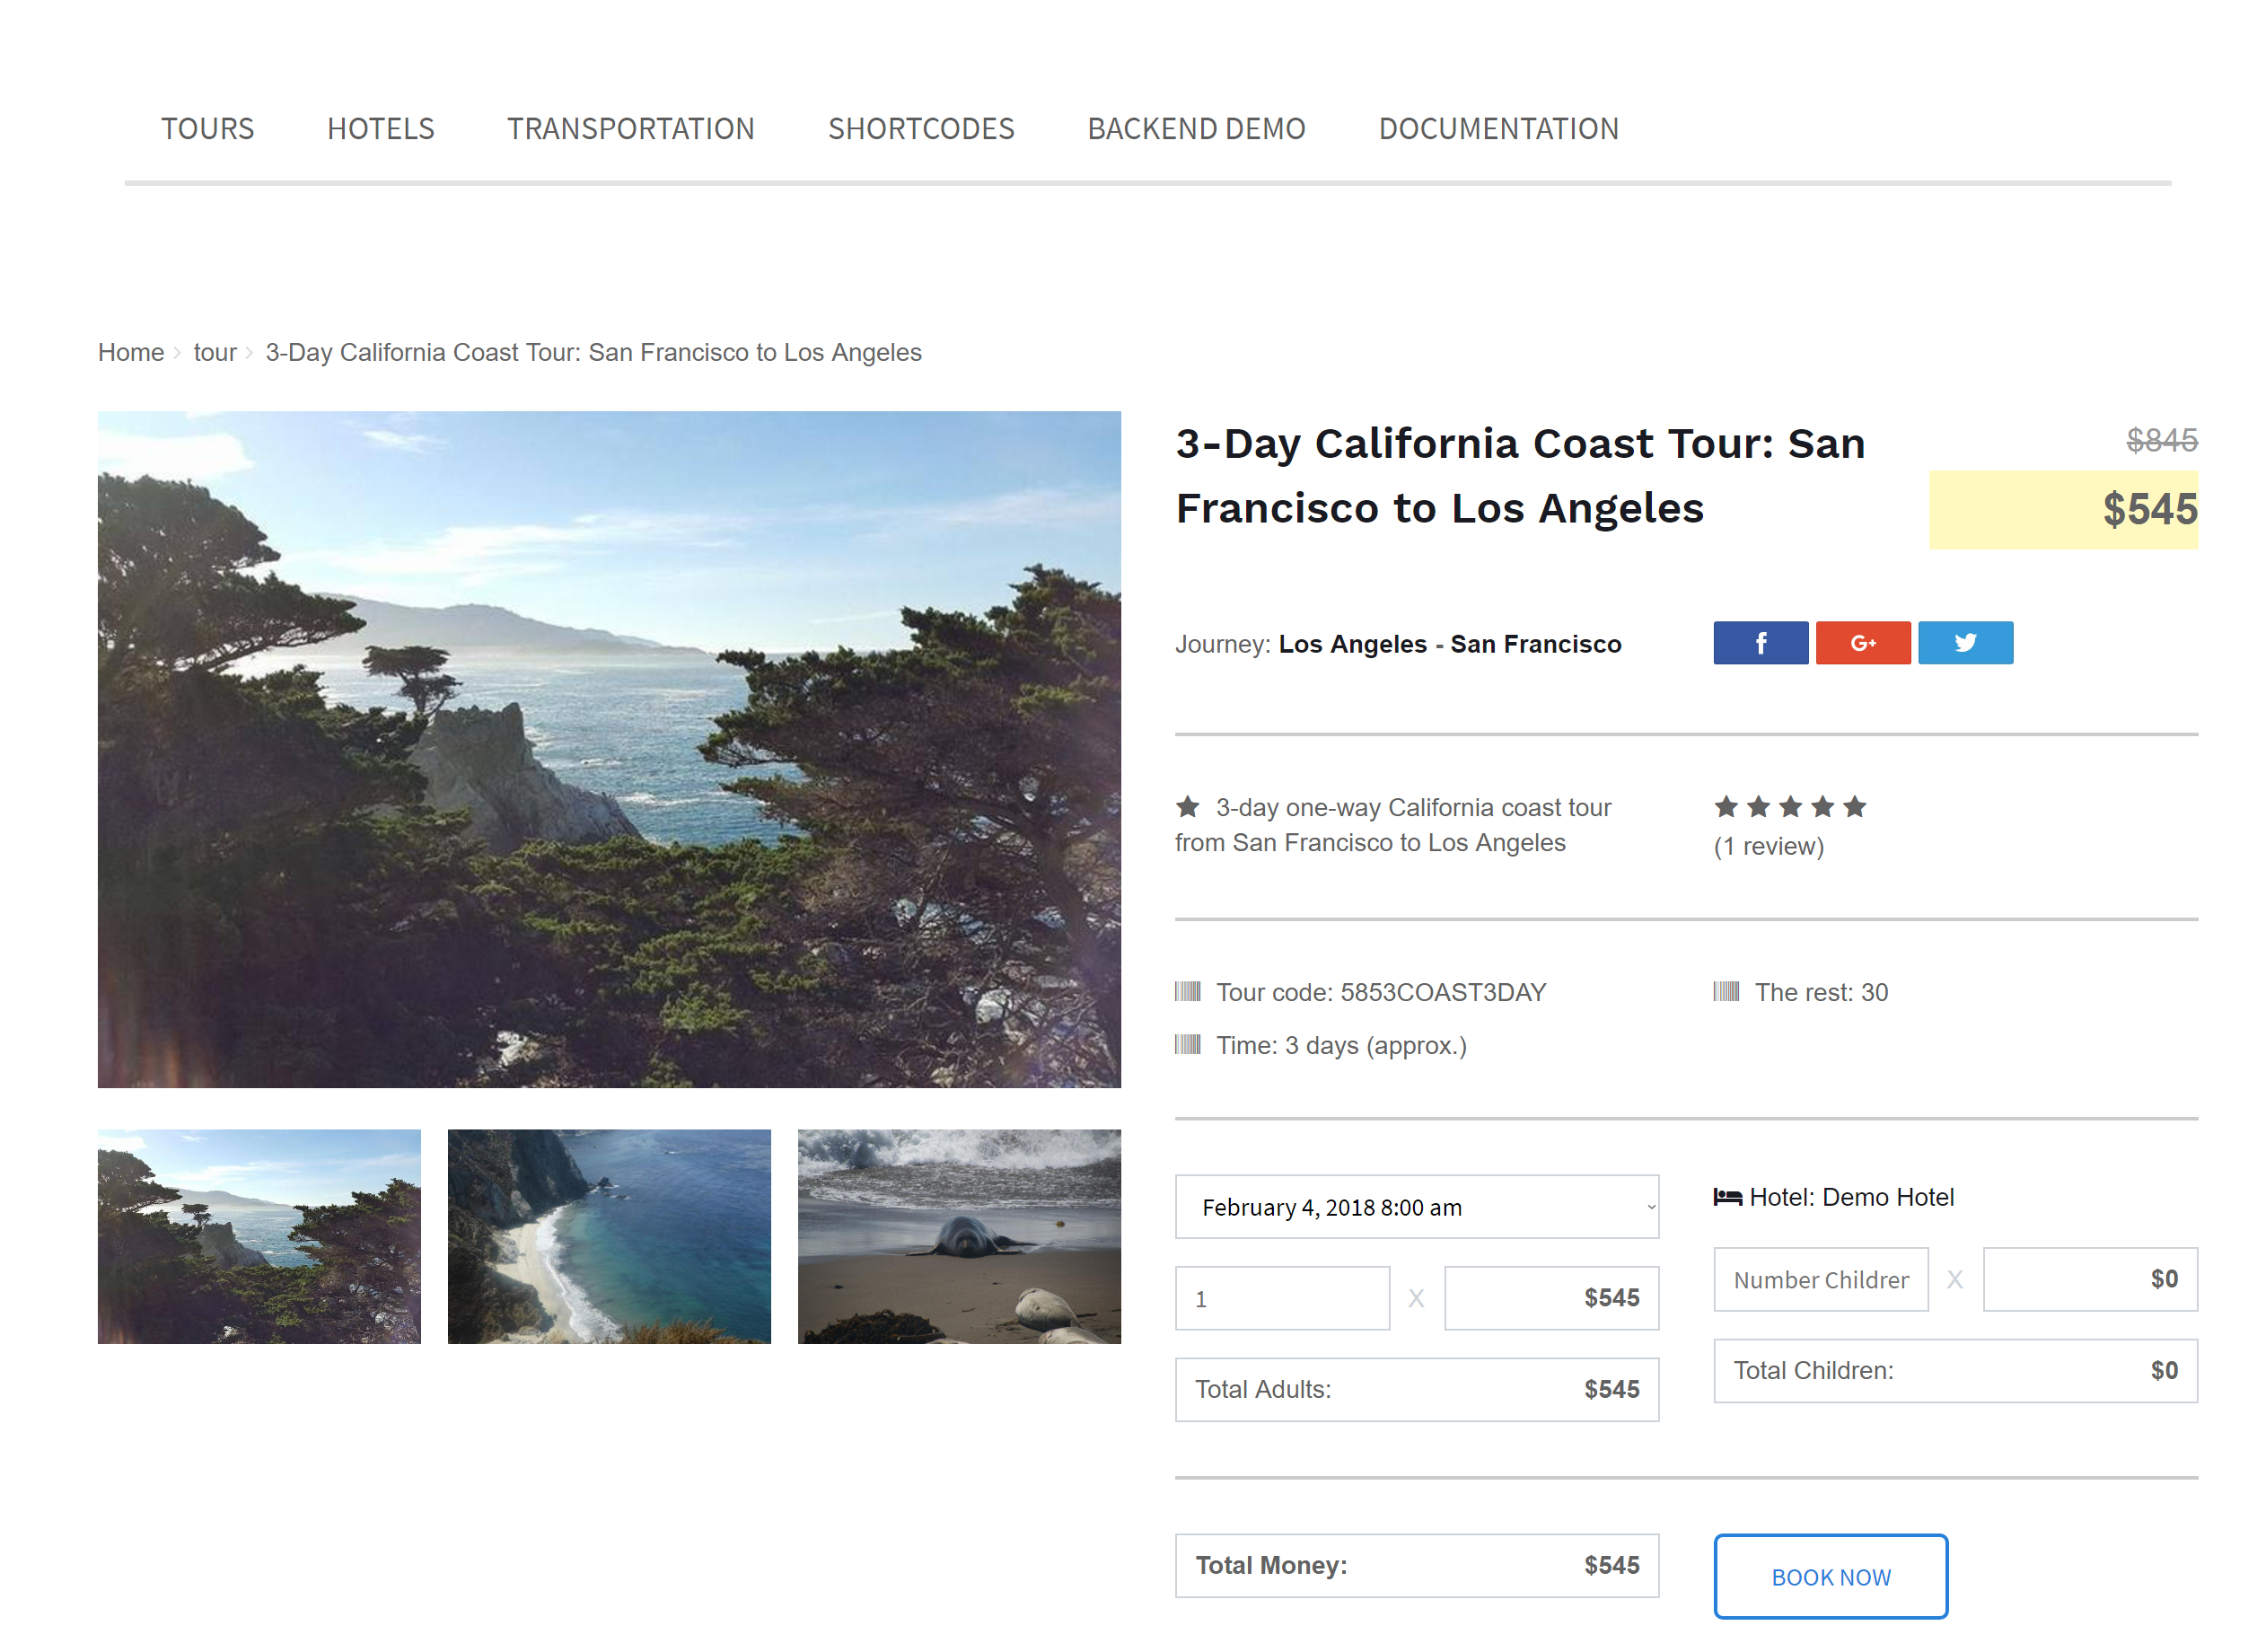 TOURS HOTELS TRANSPORTATION SHORTCODES BACKEND DEMO DOCUMENTATION
Home tour 3-Day California Coast Tour: San Francisco to Los Angeles
3-Day California Coast Tour: San
Francisco to Los Angeles
$845
$545
Journey: Los Angeles - San Francisco
f G+
3-day one-way California coast tour
from San Francisco to Los Angeles
(1 review)
Tour code: 5853COAST3DAY
The rest: 30
Time: 3 days (approx.)
February 4, 2018 8:00 am
1 X $545
Total Adults: $545
Hotel: Demo Hotel
Number Children X $0
Total Children: $0
Total Money: $545
BOOK NOW